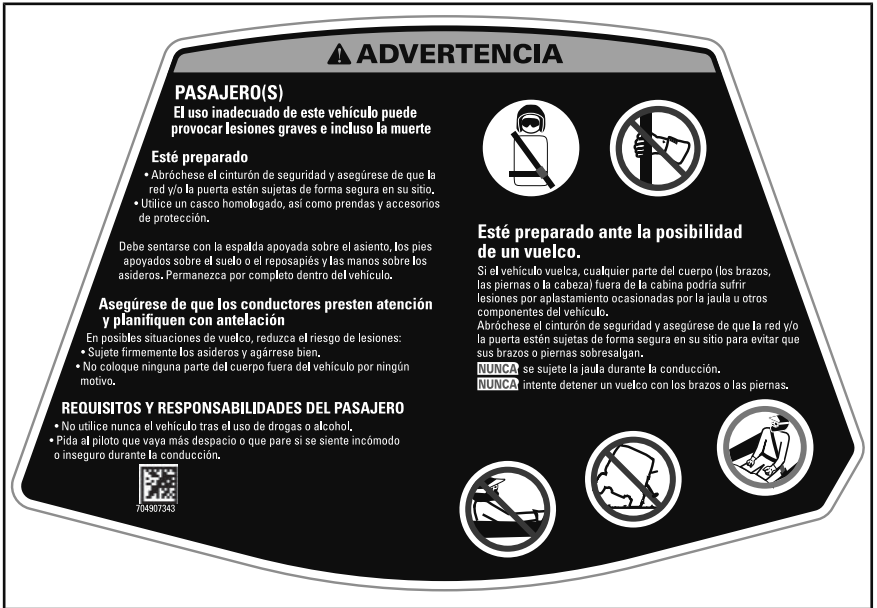 ADVERTENCIA
PASAJERO(S)
El uso inadecuado de este vehículo puede
provocar lesiones graves e incluso la muerte
Esté preparado
• Abróchese el cinturón de seguridad y asegúrese de que la
red y/o la puerta estén sujetas de forma segura en su sitio.
• Utilice un casco homologado, así como prendas y accesorios
de protección.
Debe sentarse con la espalda apoyada sobre el asiento, los pies
apoyados sobre el suelo o el reposapiés y las manos sobre los
asideros. Permanezca por completo dentro del vehículo.
Asegúrese de que los conductores presten atención
y planifiquen con antelación
En posibles situaciones de vuelco, reduzca el riesgo de lesiones:
• Sujete firmemente los asideros y agárrese bien.
• No coloque ninguna parte del cuerpo fuera del vehículo por ningún
motivo.
REQUISITOS Y RESPONSABILIDADES DEL PASAJERO
• No utilice nunca el vehículo tras el uso de drogas o alcohol.
• Pida al piloto que vaya más despacio o que pare si se siente incómodo
o inseguro durante la conducción.
704907343
Esté preparado ante la posibilidad
de un vuelco.
Si el vehículo vuelca, cualquier parte del cuerpo (los brazos,
las piernas o la cabeza) fuera de la cabina podría sufrir
lesiones por aplastamiento ocasionadas por la jaula u otros
componentes del vehículo.
Abróchese el cinturón de seguridad y asegúrese de que la red y/o
la puerta estén sujetas de forma segura en su sitio para evitar que
sus brazos o piernas sobresalgan.
NUNCA se sujete la jaula durante la conducción.
NUNCA intente detener un vuelco con los brazos o las piernas.